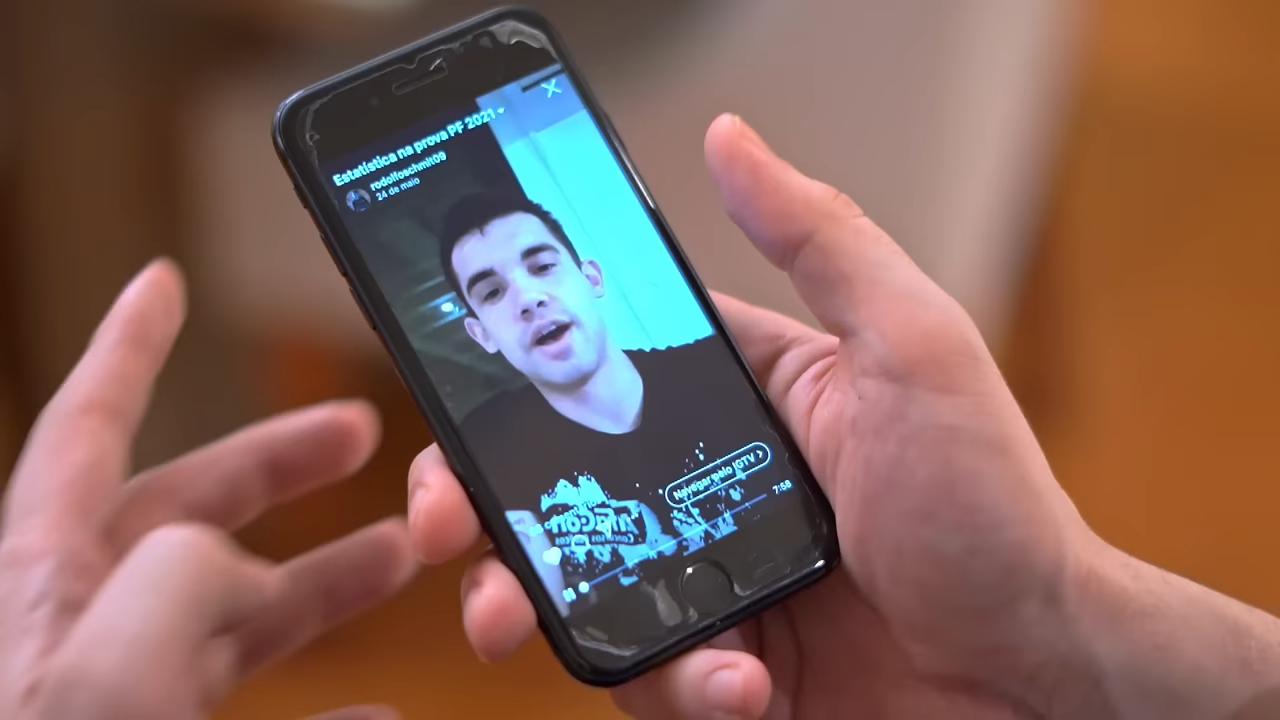 Estatística na prova PF 2021
rodolfoschmit09
24 de maio
Navegar pelo IGTV >
7:58